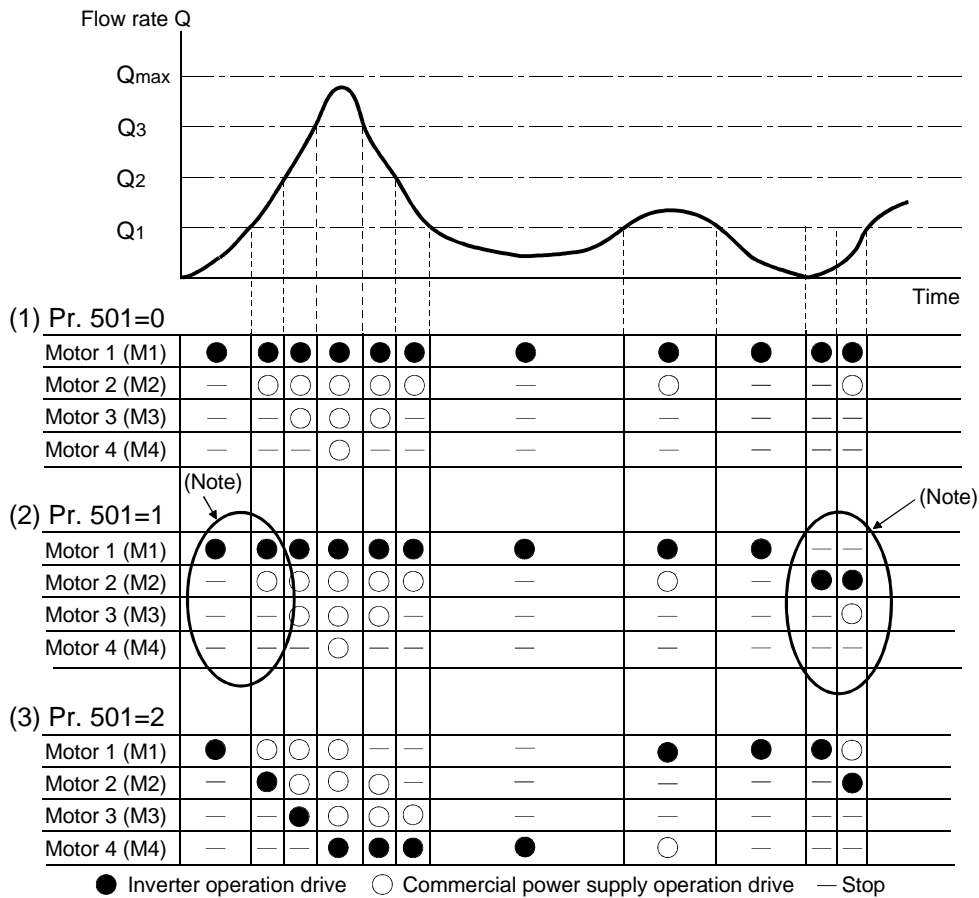 Flow rate Q
Qmax
Q3
Q2
Q1
Time
(1) Pr. 501=0
Motor 1 (M1)
Motor 2 (M2)
Motor 3 (M3)
Motor 4 (M4)
(Note)
(Note)
(2) Pr. 501=1
Motor 1 (M1)
Motor 2 (M2)
Motor 3 (M3)
Motor 4 (M4)
(3) Pr. 501=2
Motor 1 (M1)
Motor 2 (M2)
Motor 3 (M3)
Motor 4 (M4)
Inverter operation drive Commercial power supply operation drive — Stop